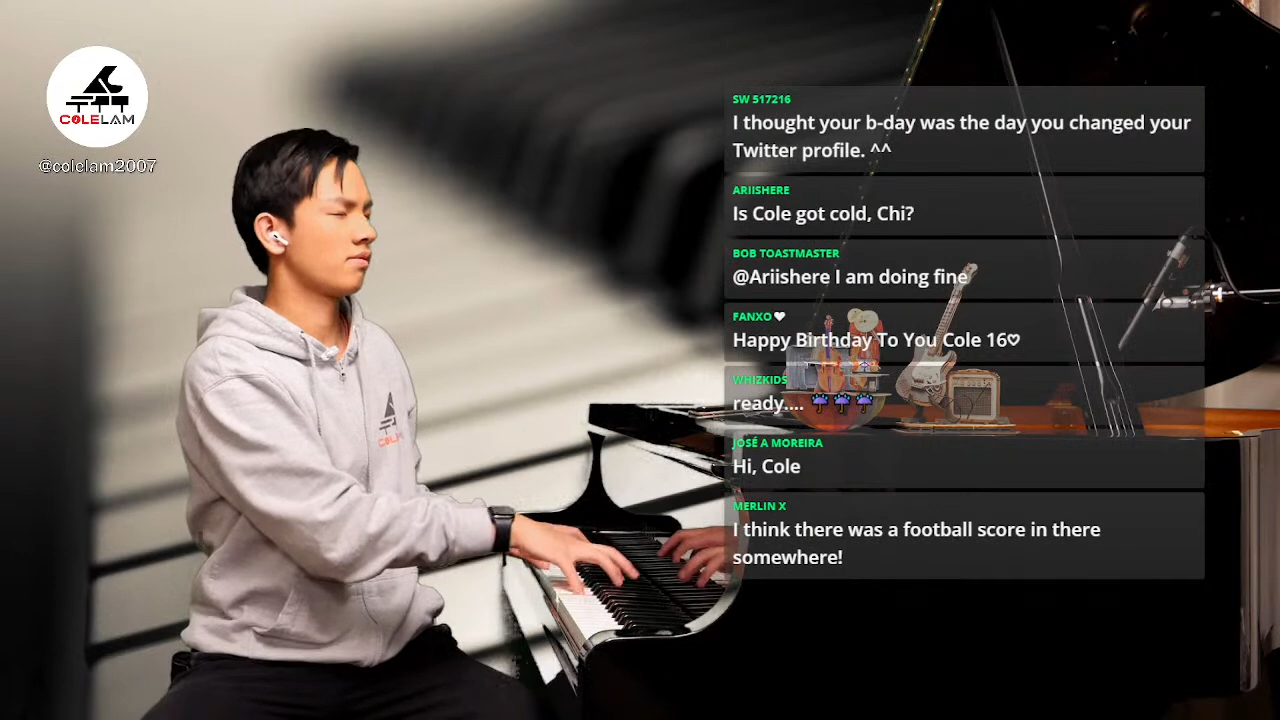 COLELAM
@colelam2007
SW 517216
I thought your b-day was the day you changed your
Twitter profile. ^^
ARIISHERE
Is Cole got cold, Chi?
BOB TOASTMASTER
@Ariishere I am doing fine
FANXO🤍
Happy Birthday To You Cole 16♡
WHIZKIDS
ready.... ☔☔☔
JOSÉ A MOREIRA
Hi, Cole
MERLIN X
I think there was a football score in there
somewhere!